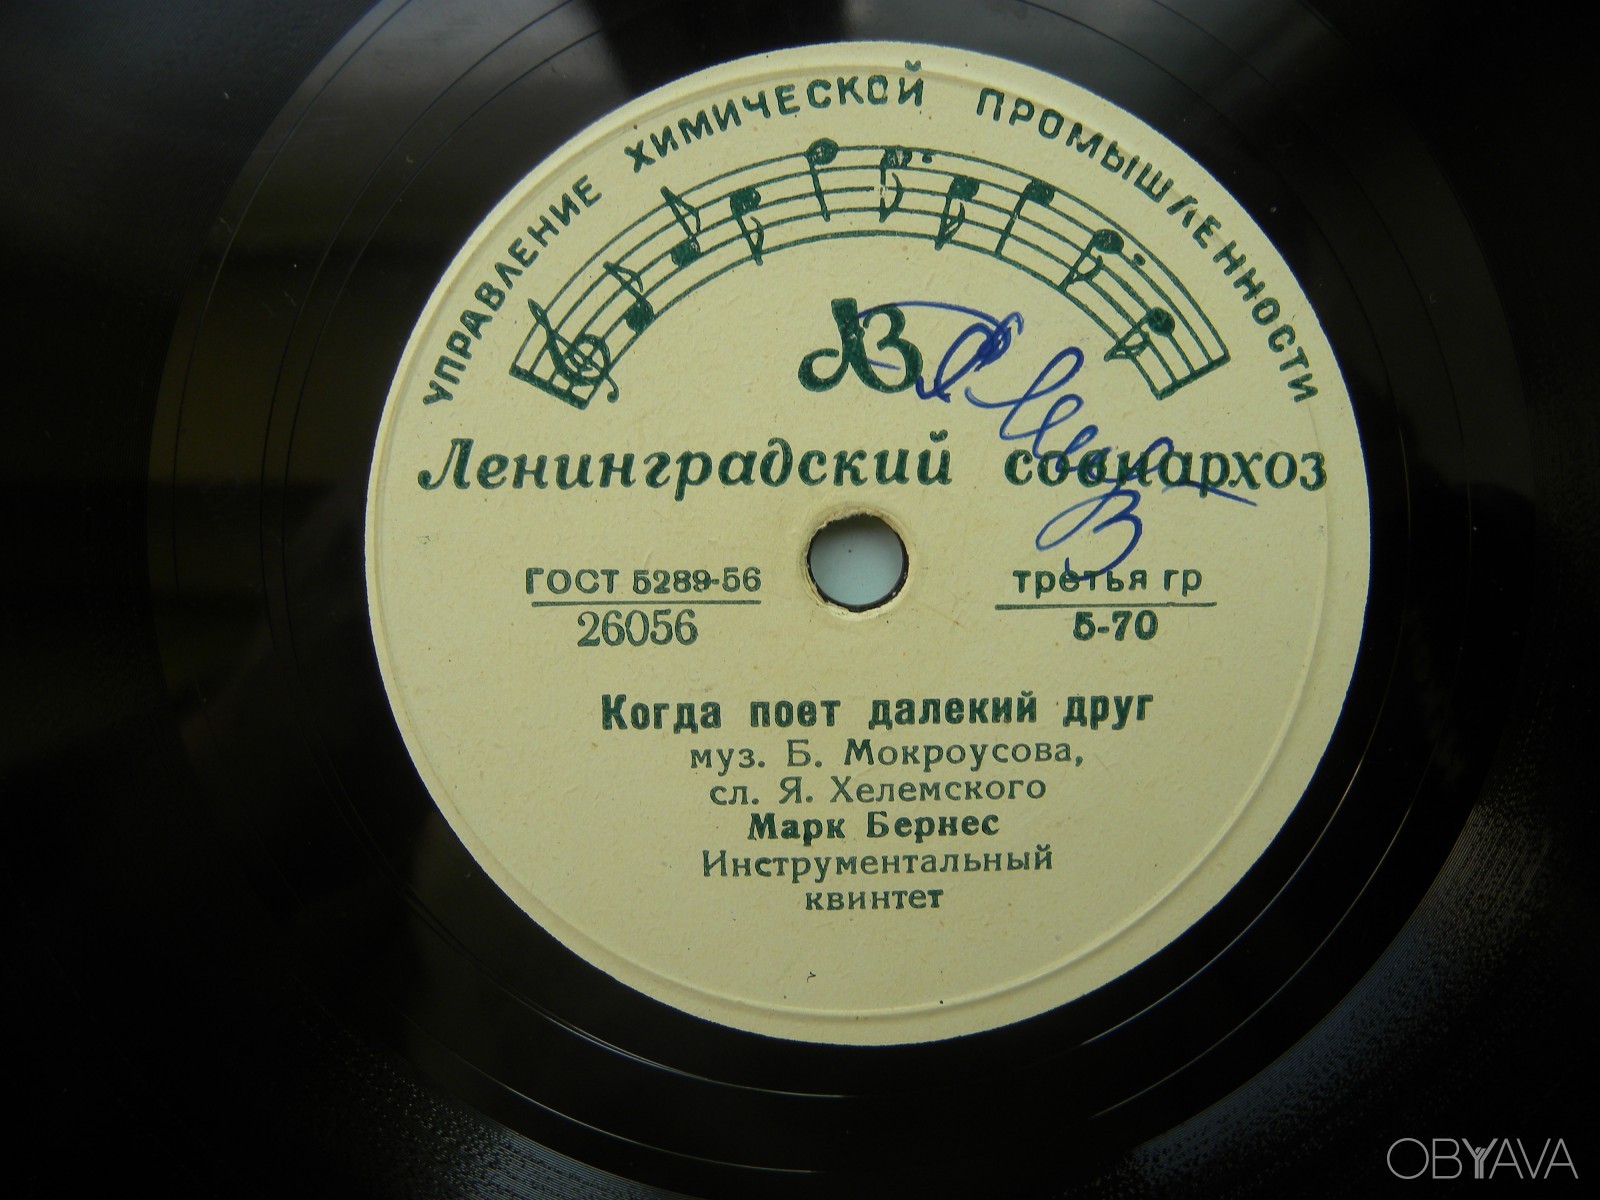 УПРАВЛЕНИЕ ХИМИЧЕСКОЙ ПРОМЫШЛЕННОСТИ
ЛЗ
Ленинградский совнархоз
ГОСТ 5289-56
26056
третья гр
5-70
Когда поет далекий друг
муз. Б. Мокроусова,
сл. Я. Хелемского
Марк Бернес
Инструментальный
квинтет
OBYAVA